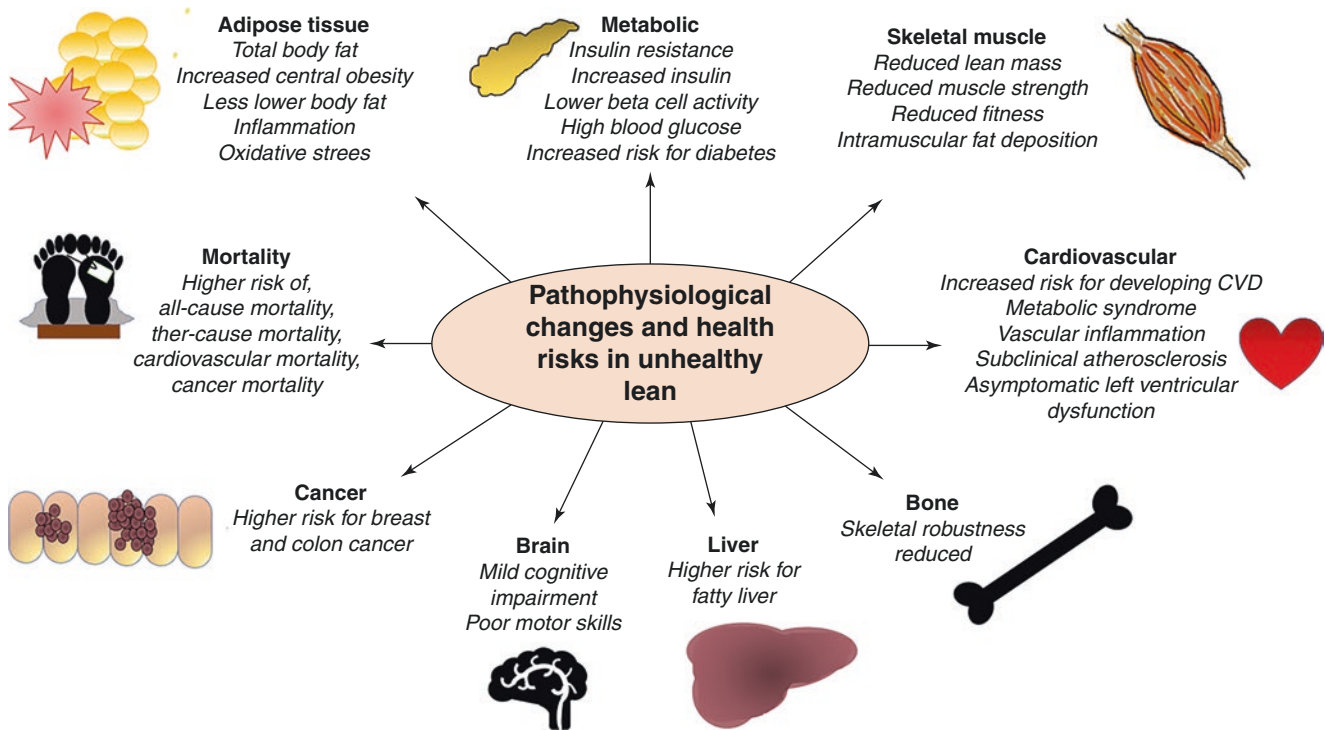 Adipose tissue
Total body fat
Increased central obesity
Less lower body fat
Inflammation
Oxidative strees
Metabolic
Insulin resistance
Increased insulin
Lower beta cell activity
High blood glucose
Increased risk for diabetes
Skeletal muscle
Reduced lean mass
Reduced muscle strength
Reduced fitness
Intramuscular fat deposition
Mortality
Higher risk of,
all-cause mortality,
ther-cause mortality,
cardiovascular mortality,
cancer mortality
Pathophysiological
changes and health
risks in unhealthy
lean
Cardiovascular
Increased risk for developing CVD
Metabolic syndrome
Vascular inflammation
Subclinical atherosclerosis
Asymptomatic left ventricular
dysfunction
Cancer
Higher risk for breast
and colon cancer
Brain
Mild cognitive
impairment
Poor motor skills
Liver
Higher risk for
fatty liver
Bone
Skeletal robustness
reduced